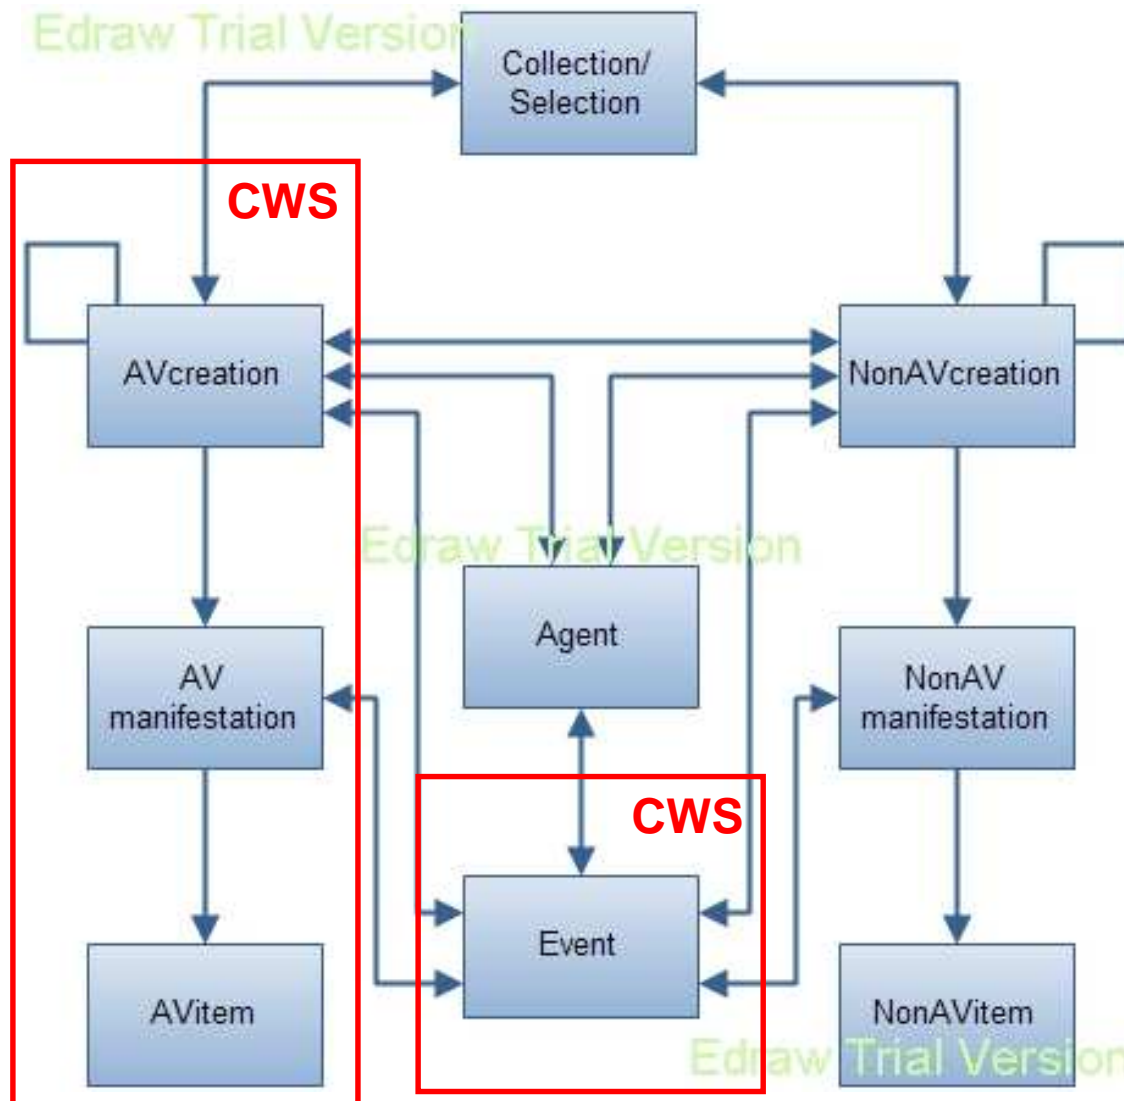 Edraw Trial Version
Collection/
Selection
CWS
AVcreation
NonAVcreation
Edraw Trial Version
Agent
AV
manifestation
NonAV
manifestation
CWS
Event
AVitem
NonAVitem
Edraw Trial Version